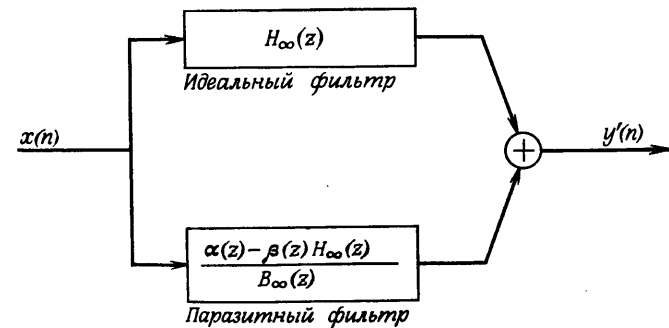 H∞(z)
Идеальный фильтр
x(n)
+
y'(n)
α(z)−β(z)H∞(z)
B∞(z)
Паразитный фильтр